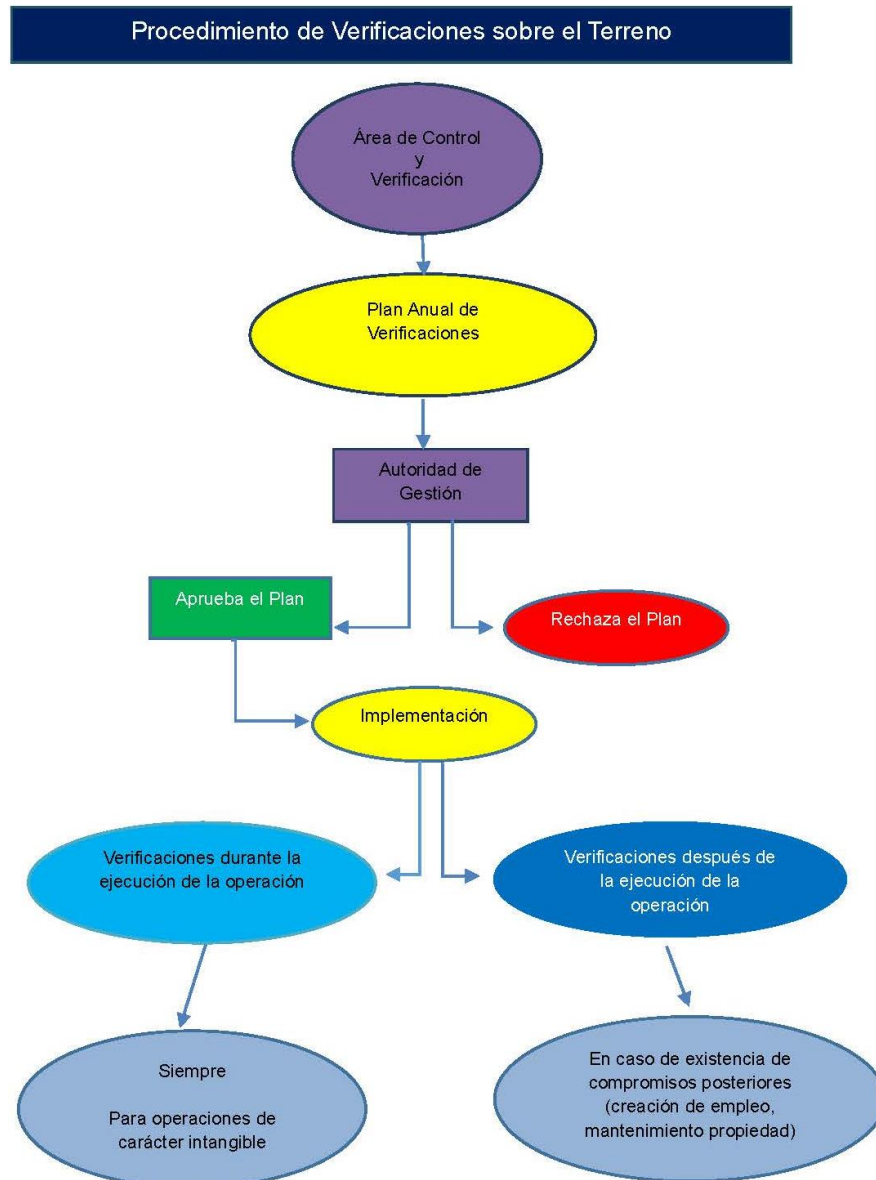 Procedimiento de Verificaciones sobre el Terreno
Área de Control
y
Verificación
Plan Anual de
Verificaciones
Autoridad de
Gestión
Aprueba el Plan
Rechaza el Plan
Implementación
Verificaciones durante la
ejecución de la operación
Verificaciones después de
la ejecución de la
operación
Siempre
Para operaciones de
carácter intangible
En caso de existencia de
compromisos posteriores
(creación de empleo,
mantenimiento propiedad)